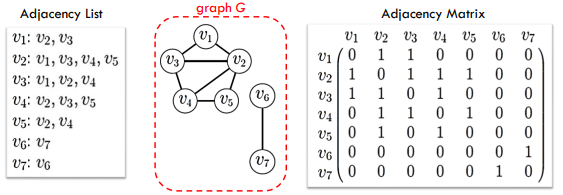 Adjacency List
v1: v2, v3
v2: v1, v3, v4, v5
v3: v1, v2, v4
v4: v2, v3, v5
v5: v2, v4
v6: v7
v7: v6
graph G
v1
v3 v2
v4 v5 v6
v7
Adjacency Matrix
v1 v2 v3 v4 v5 v6 v7
v1 0 1 1 0 0 0 0
v2 1 0 1 1 1 0 0
v3 1 1 0 1 0 0 0
v4 0 1 1 0 1 0 0
v5 0 1 0 1 0 0 0
v6 0 0 0 0 0 0 1
v7 0 0 0 0 0 1 0